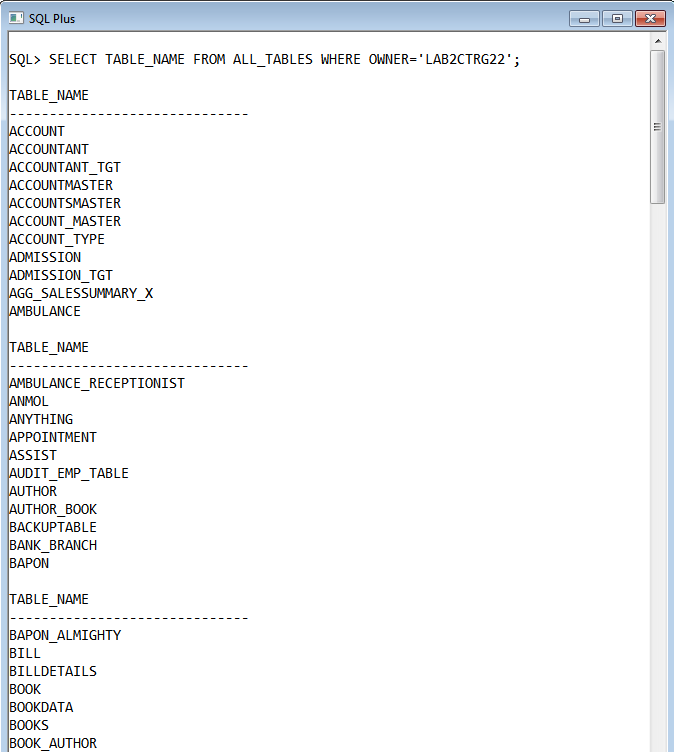 SQL Plus
SQL> SELECT TABLE_NAME FROM ALL_TABLES WHERE OWNER='LAB2CTRG22';
TABLE_NAME
------------------------------
ACCOUNT
ACCOUNTANT
ACCOUNTANT_TGT
ACCOUNTMASTER
ACCOUNTSMASTER
ACCOUNT_MASTER
ACCOUNT_TYPE
ADMISSION
ADMISSION_TGT
AGG_SALESSUMMARY_X
AMBULANCE
TABLE_NAME
------------------------------
AMBULANCE_RECEPTIONIST
ANMOL
ANYTHING
APPOINTMENT
ASSIST
AUDIT_EMP_TABLE
AUTHOR
AUTHOR_BOOK
BACKUPTABLE
BANK_BRANCH
BAPON
TABLE_NAME
------------------------------
BAPON_ALMIGHTY
BILL
BILLDETAILS
BOOK
BOOKDATA
BOOKS
BOOK_AUTHOR